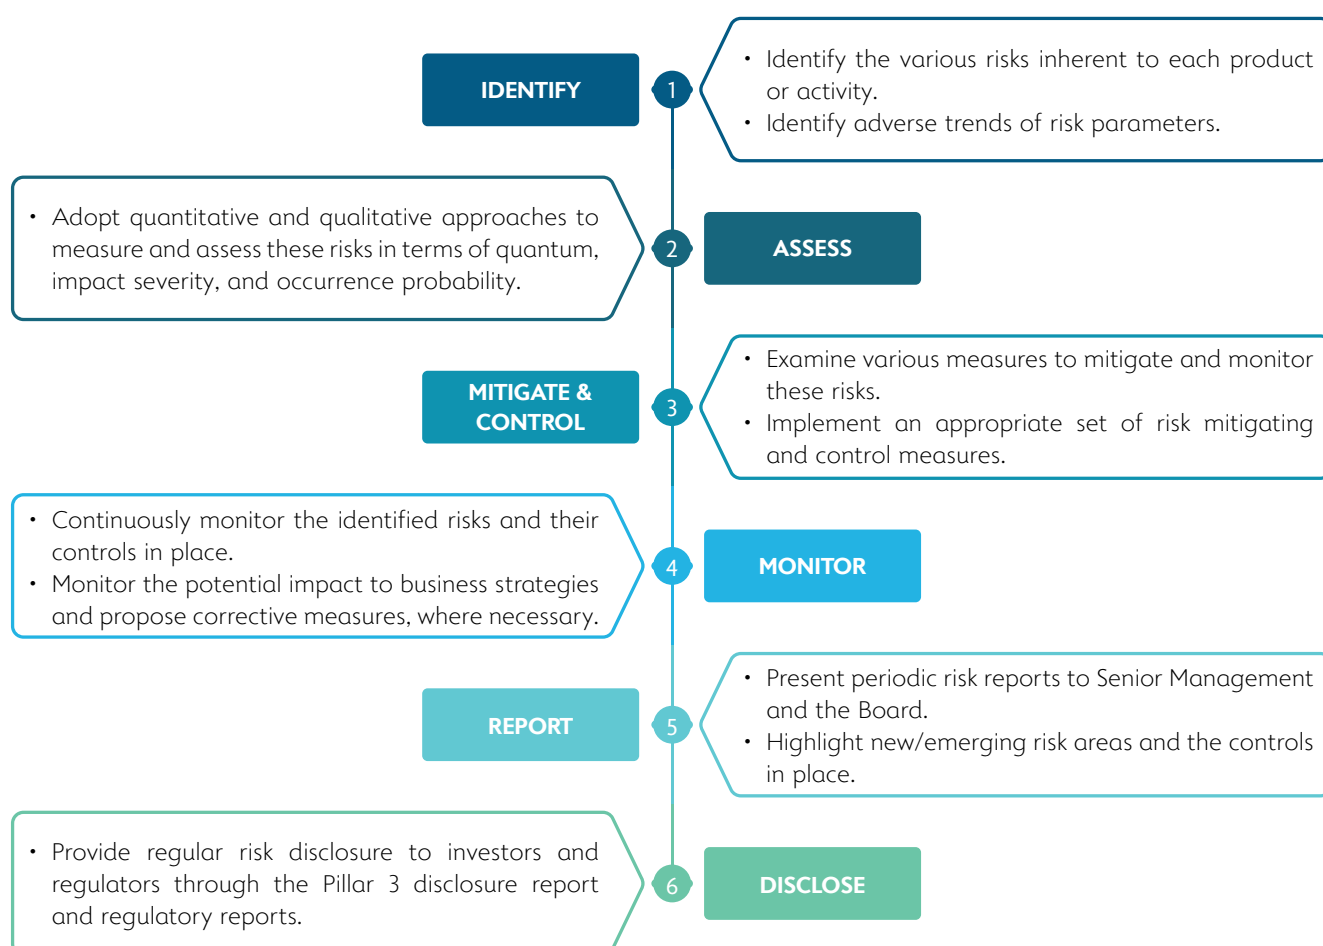 IDENTIFY
1
• Identify the various risks inherent to each product
or activity.
• Identify adverse trends of risk parameters.
• Adopt quantitative and qualitative approaches to
measure and assess these risks in terms of quantum,
impact severity, and occurrence probability.
2
ASSESS
MITIGATE &
CONTROL
3
• Examine various measures to mitigate and monitor
these risks.
• Implement an appropriate set of risk mitigating
and control measures.
• Continuously monitor the identified risks and their
controls in place.
• Monitor the potential impact to business strategies
and propose corrective measures, where necessary.
4
MONITOR
REPORT
5
• Present periodic risk reports to Senior Management
and the Board.
• Highlight new/emerging risk areas and the controls
in place.
• Provide regular risk disclosure to investors and
regulators through the Pillar 3 disclosure report
and regulatory reports.
6
DISCLOSE